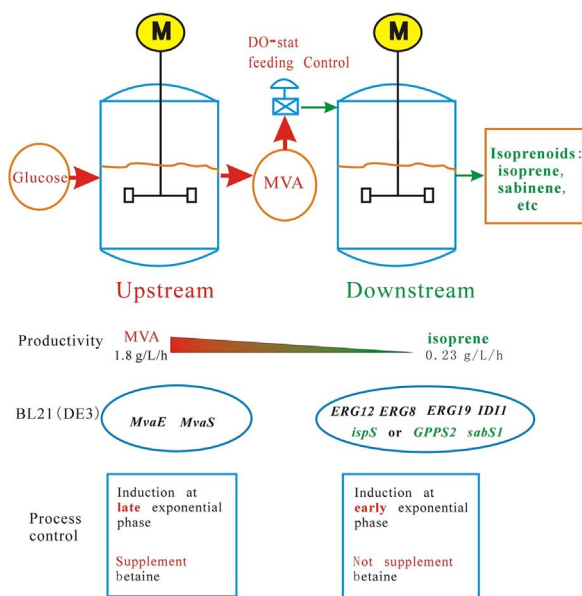 M
M
DO-stat
feeding Control
Glucose
MVA
Isoprenoids:
isoprene,
sabinene,
etc
Upstream
Downstream
Productivity
MVA
1.8 g/L/h
isoprene
0.23 g/L/h
BL21(DE3)
MvaE MvaS
ERG12 ERG8 ERG19 IDI1
ispS or GPPS2 sabS1
Process
control
Induction at
late exponential
phase
Supplement
betaine
Induction at
early exponential
phase
Not supplement
betaine